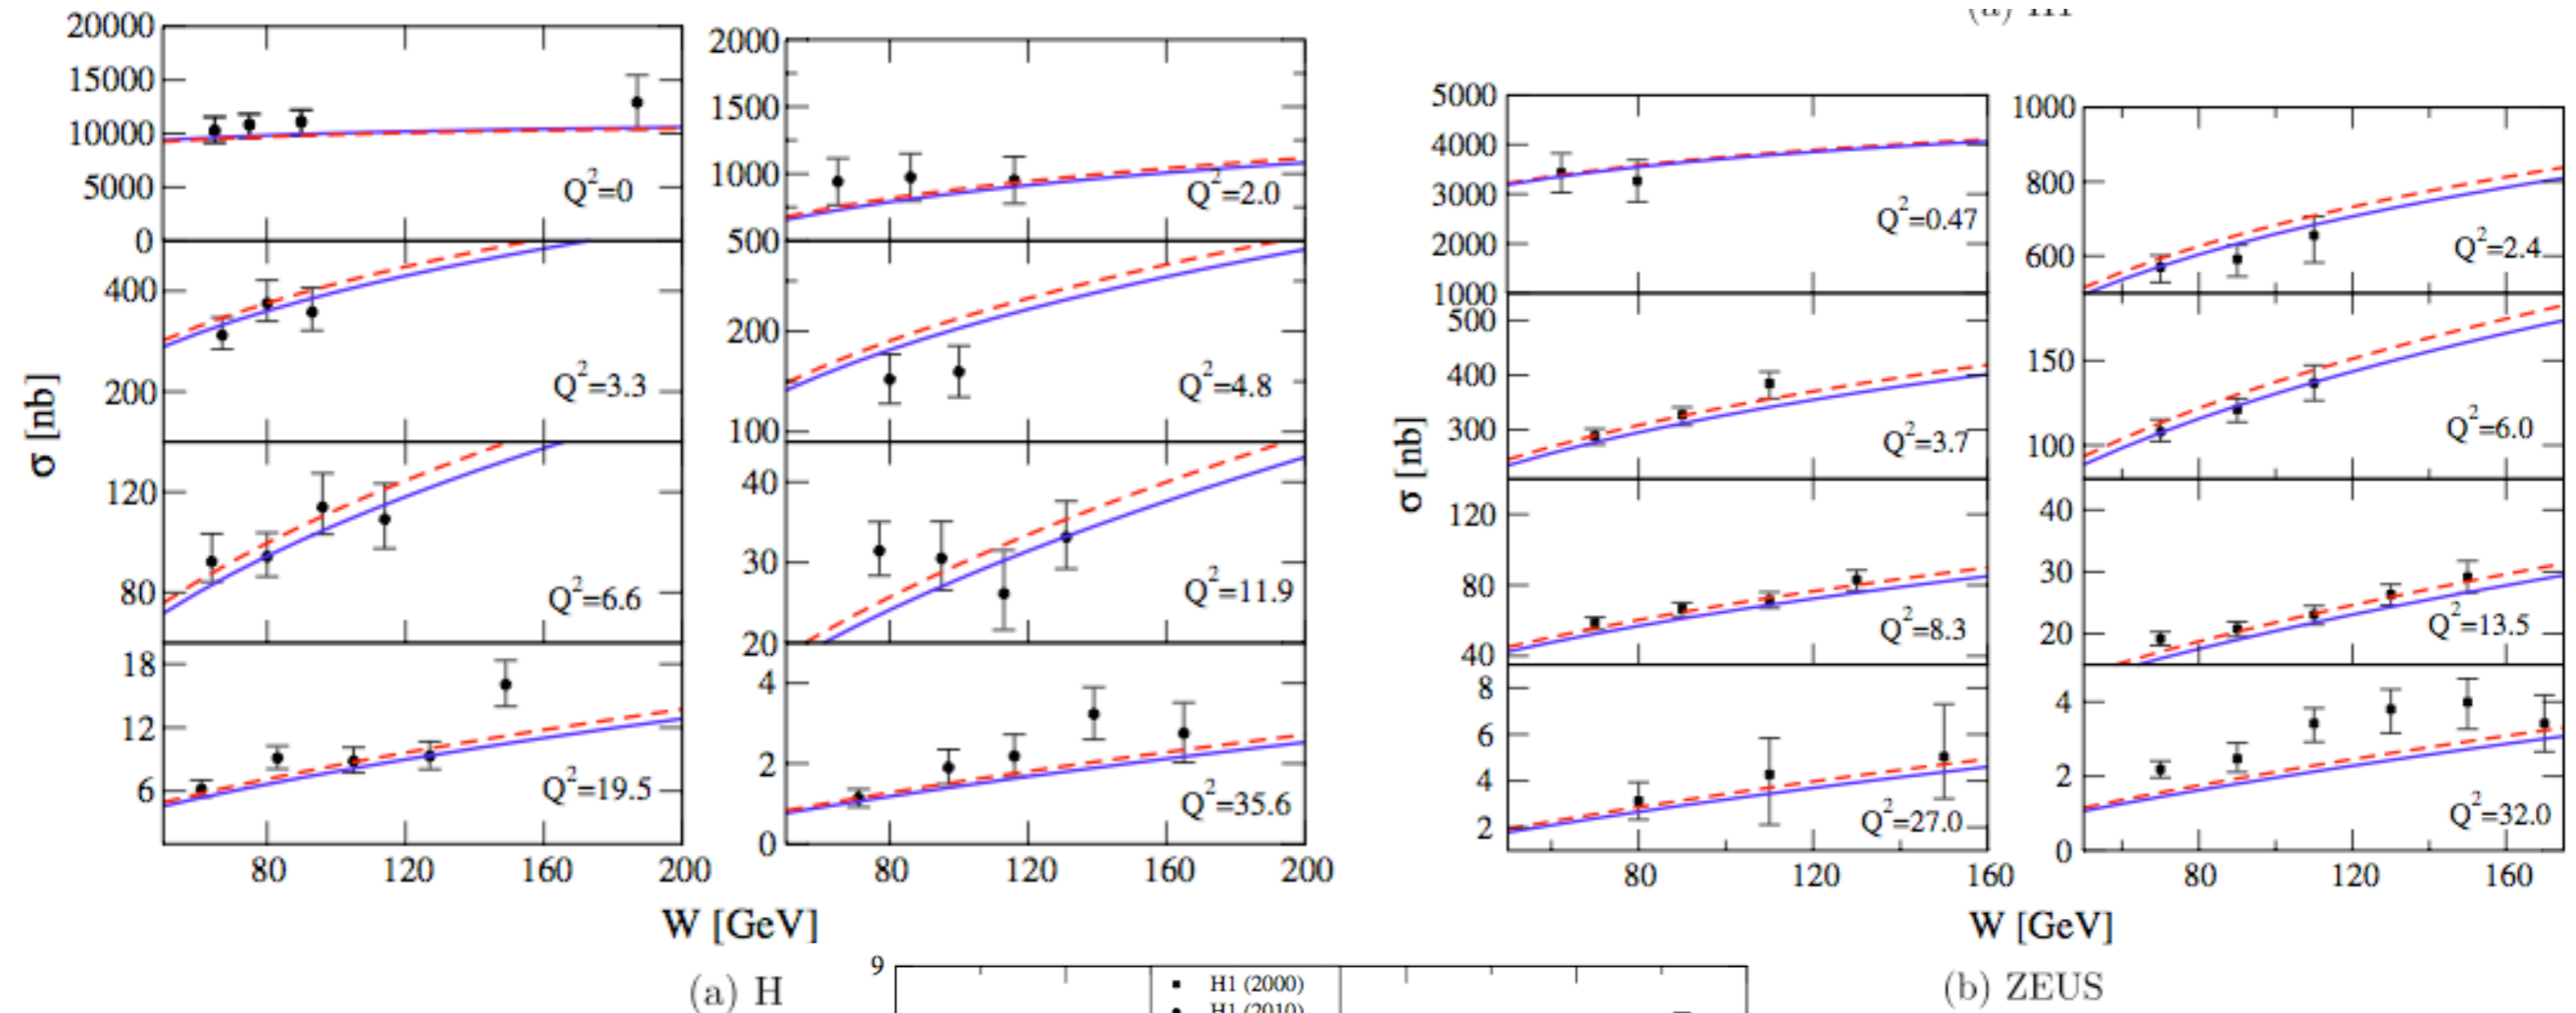 20000
15000
10000
5000
0
Q²=0
400
200
Q²=3.3
120
80
Q²=6.6
18
12
6
Q²=19.5
80 120 160 200
σ [nb]
2000
1500
1000
500
Q²=2.0
200
100
Q²=4.8
40
30
20
Q²=11.9
4
2
0
Q²=35.6
80 120 160 200
W [GeV]
(a) H
5000
4000
3000
2000
1000
Q²=0.47
500
400
300
Q²=3.7
120
80
40
Q²=8.3
8
6
4
2
Q²=27.0
80 120 160
σ [nb]
1000
800
600
Q²=2.4
150
100
Q²=6.0
40
30
20
Q²=13.5
4
2
0
Q²=32.0
80 120 160
W [GeV]
(b) ZEUS
9
H1 (2000)
H1 (2010)